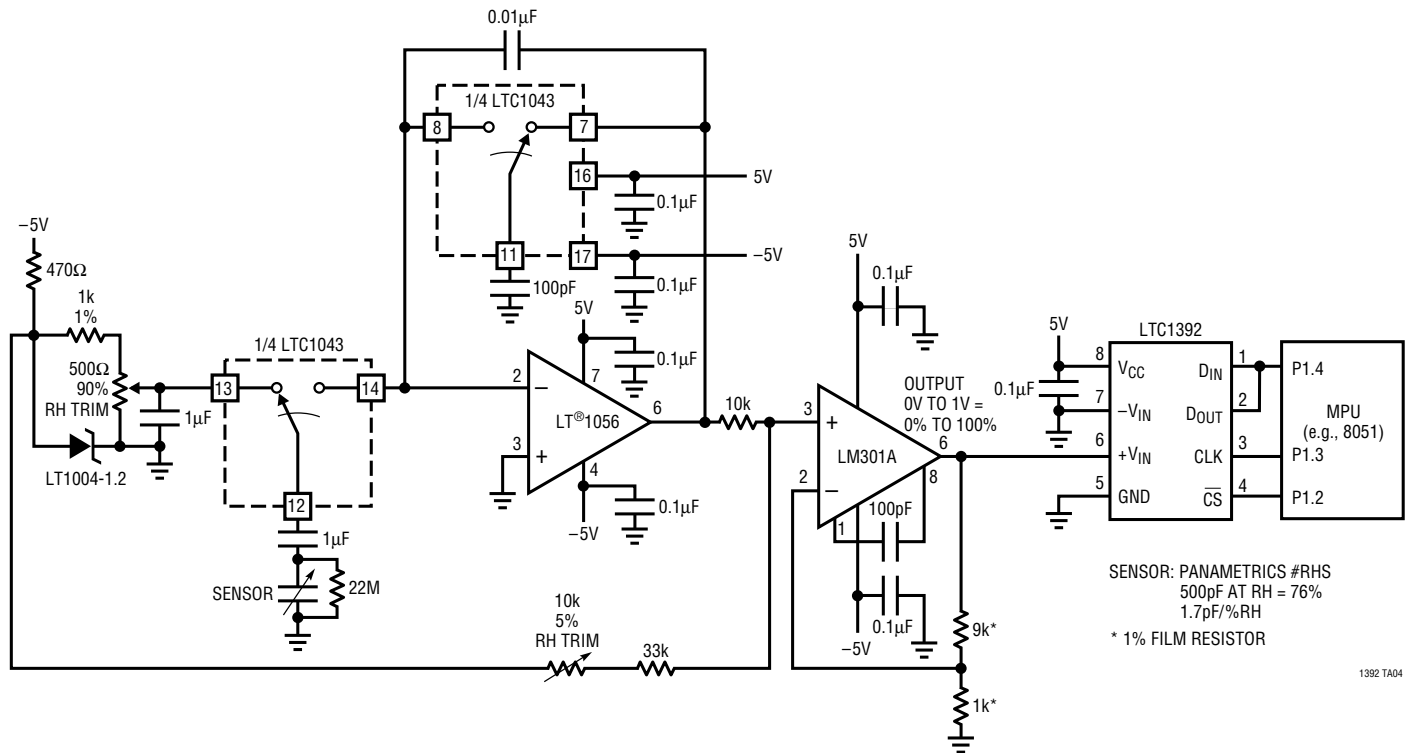 0.01µF
1/4 LTC1043
8
7
16
5V
0.1µF
11
17
–5V
0.1µF
100pF
–5V
470Ω
1k
1%
500Ω
90%
RH TRIM
1µF
LT1004-1.2
1/4 LTC1043
13
14
12
1µF
SENSOR
22M
5V
0.1µF
2
–
7
LT®1056
6
3
+
4
0.1µF
–5V
10k
5V
0.1µF
3
+
LM301A
OUTPUT
0V TO 1V =
0% TO 100%
6
2
–
8
1
100pF
0.1µF
–5V
9k*
1k*
10k
5%
RH TRIM
33k
5V
0.1µF
LTC1392
8
VCC
7
–VIN
6
+VIN
5
GND
DIN
1
DOUT
2
CLK
3
CS
4
P1.4
MPU
(e.g., 8051)
P1.3
P1.2
SENSOR: PANAMETRICS #RHS
500pF AT RH = 76%
1.7pF/%RH
* 1% FILM RESISTOR
1392 TA04